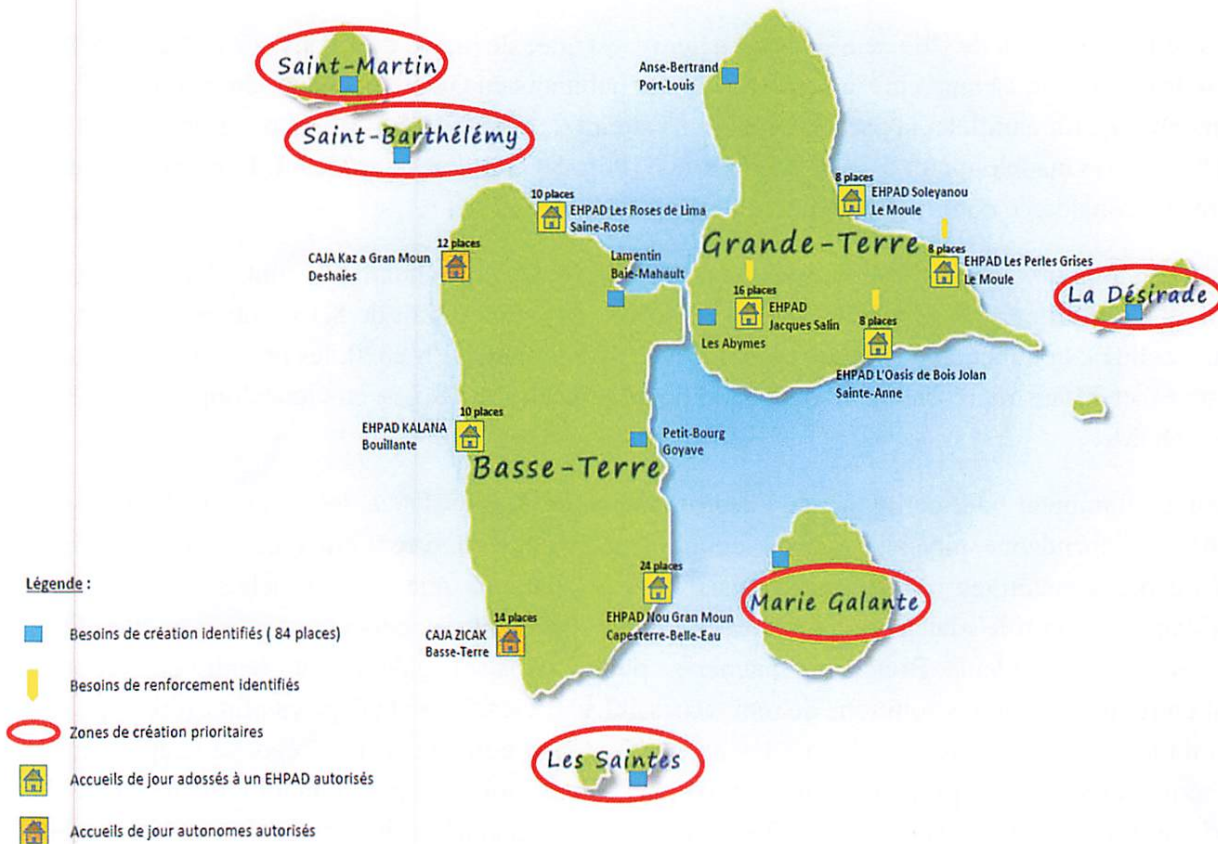 Saint-Martin
Saint-Barthélémy
Anse-Bertrand
Port-Louis
8 places
EHPAD Soleyanou
Le Moule
10 places
EHPAD Les Roses de Lima
Saine-Rose
12 places
CAJA Kaz a Gran Moun
Deshaies
Lamentin
Baie-Mahault
Grande-Terre
8 places
EHPAD Les Perles Grises
Le Moule
La Désirade
16 places
EHPAD
Jacques Salin
Les Abymes
8 places
EHPAD L'Oasis de Bois Jolan
Sainte-Anne
10 places
EHPAD KALANA
Bouillante
Petit-Bourg
Goyave
Basse-Terre
24 places
EHPAD Nou Gran Moun
Capesterre-Belle-Eau
Marie Galante
14 places
CAJA ZICAK
Basse-Terre
Les Saintes
Légende :
Besoins de création identifiés ( 84 places)
Besoins de renforcement identifiés
Zones de création prioritaires
Accueils de jour adossés à un EHPAD autorisés
Accueils de jour autonomes autorisés